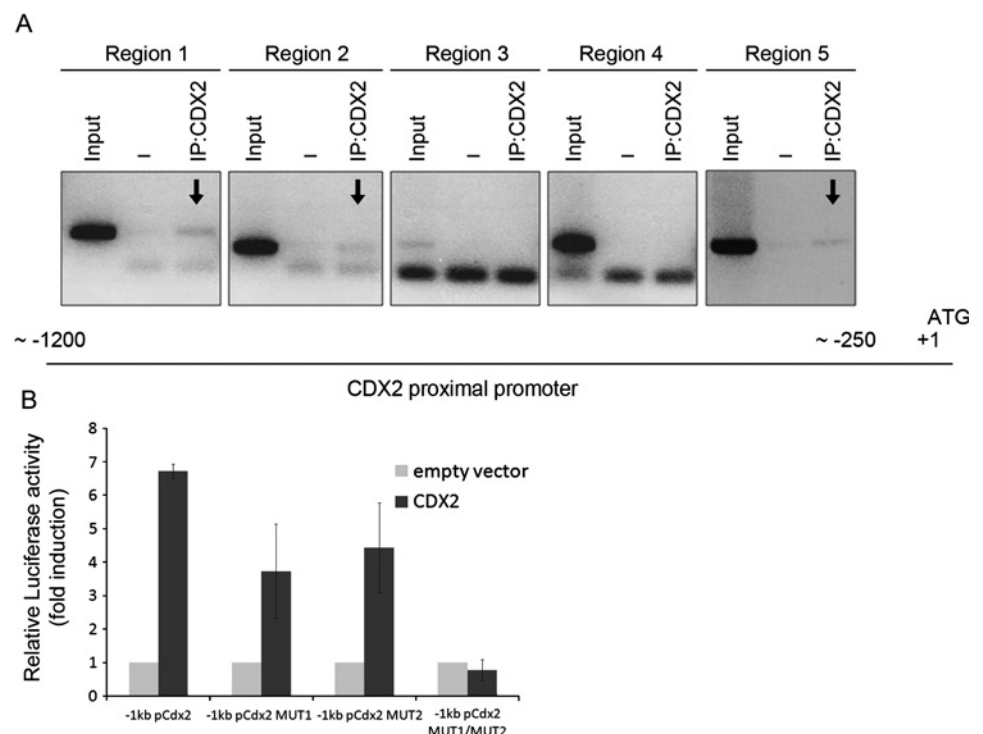 A
Region 1 Region 2 Region 3 Region 4 Region 5
Input – IP:CDX2 Input – IP:CDX2 Input – IP:CDX2 Input – IP:CDX2 Input – IP:CDX2
ATG
~ -1200 ~ -250 +1
CDX2 proximal promoter
B
Relative Luciferase activity
(fold induction)
8
7
6
5
4
3
2
1
0
empty vector
CDX2
-1kb pCdx2 -1kb pCdx2 MUT1 -1kb pCdx2 MUT2 -1kb pCdx2
MUT1/MUT2